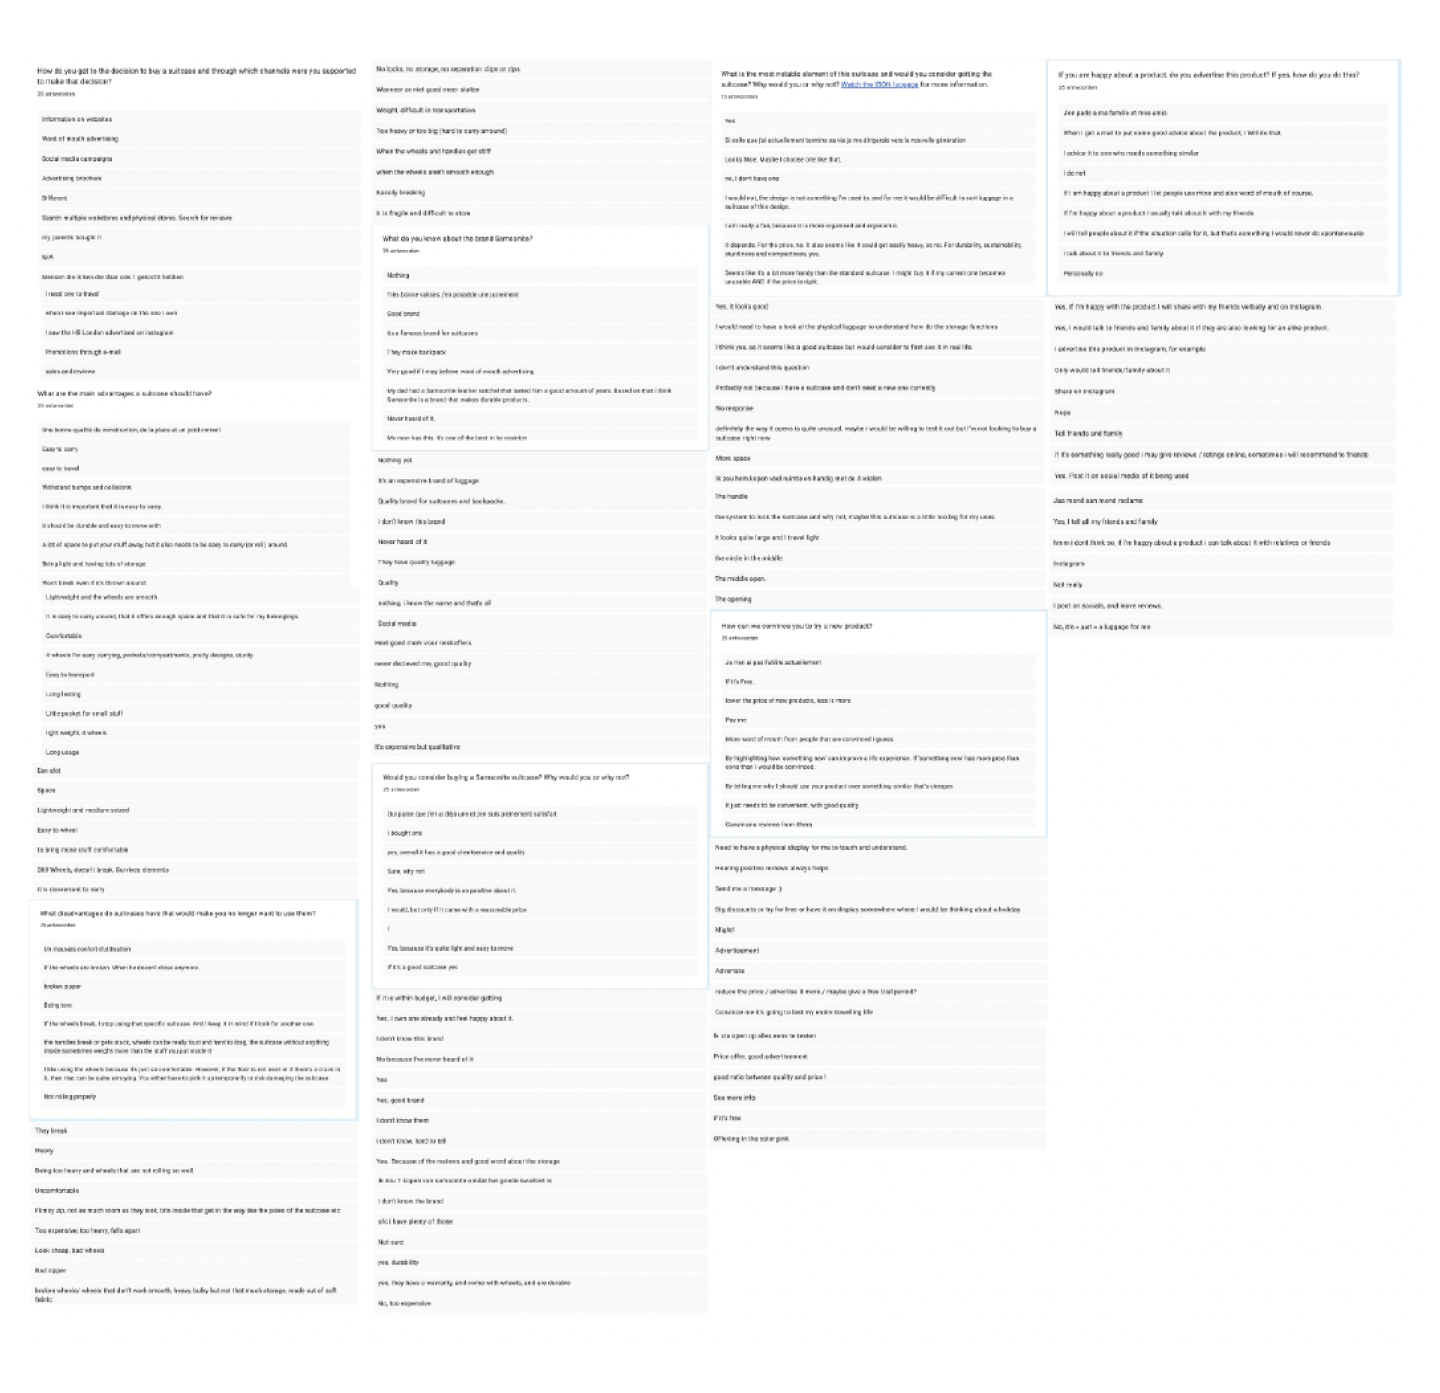 How do you get to the decision to buy a suitcase and through which channels were you supported
to make that decision?
25 antwoorden
Information on websites
Word of mouth advertising
Social media campaigns
Advertising brochure
Different
Search multiple webstores and physical stores. Search for reviews
my parents bought it
N/A
Mensen die ik ken die daar ook 1 gekocht hebben
I need one to travel
when I see important damage on the one I own
I saw the Hill London advertised on instagram
Promotions through e-mail
sales and reviews
What are the main advantages a suitcase should have?
25 antwoorden
Une bonne qualité de construction, de la place et un poid correct
Easy to carry
easy to travel
Withstand bumps and collisions
I think it is important that it is easy to carry.
it should be durable and easy to move with
A lot of space to put your stuff away, but it also needs to be easy to carry (or roll) around.
Being light and having lots of storage
Won't break even if it's thrown around
Lightweight and the wheels are smooth
It is easy to carry around, that it offers enough space and that it is safe for my belongings
Comfortable
4 wheels for easy carrying, pockets/compartments, pretty designs, sturdy
Easy to transport
Long lasting
Little pocket for small stuff
light weight, 4 wheels
Long usage
Een slot
Space
Lightweight and medium-seized
Easy to wheel
to bring more stuff comfortable
360 Wheels, doesn't break. Survives elements
it is convenient to carry
What disadvantages do suitcases have that would make you no longer want to use them?
25 antwoorden
Un mauvais confort d'utilisation
If the wheels are broken. When he doesn't close anymore.
broken zipper
Being torn
If the wheels break, I stop using that specific suitcase. And I keep it in mind if I look for another one.
the handles break or gets stuck, wheels can be really loud and hard to drag, the suitcase without anything
inside sometimes weighs more than the stuff you put inside it
I like using the wheels because it's just so comfortable. However, if the floor is not even or if there's a crack in
it, then that can be quite annoying. You either have to pick it up temporarily or risk damaging the suitcase.
Not rolling properly
They break
Heavy
Being too heavy and wheels that are not rolling so well.
Uncomfortable
Flimsy zip, not as much room as they look, bits inside that get in the way like the poles of the suitcase etc
Too expensive, too heavy, falls apart
Look cheap, bad wheels
Bad zipper
broken wheels/ wheels that don't work smooth, heavy, bulky but not that much storage, made out of soft
fabric
No locks, no storage, no separation clips or zips
Wanneer ze niet goed meer sluiten
Weight, difficult in transportation
Too heavy or too big (hard to carry arround)
When the wheels and handles get stiff
when the wheels aren't smooth enough
Eassily breaking
it is fragile and difficult to store
What do you know about the brand Samsonite?
25 antwoorden
Nothing
Très bonne valises, j'en possède une justement
Good brand
its a famous brand for suitcases
They make backpack
Very good if I may believe word of mouth advertising.
My dad had a Samsonite leather satchel that lasted him a good amount of years. Based on that I think
Samsonite is a brand that makes durable products.
Never heard of it.
My mom has this. It's one of the best in he opinion
Nothing yet
it's an expensive brand of luggage
Quality brand for suitcases and backpacks.
I don't know this brand
Never heard of it
They have quality luggage
Quality
nothing, i know the name and that's all
Social media
Heel goed merk voor reiskoffers
never decieved me, good quality
Nothing
good quality
yes
It's expensive but qualitative
Would you consider buying a Samsonite suitcase? Why would you or why not?
25 antwoorden
Oui parce que j'en ai déjà une et j'en suis pleinement satisfait
I bought one
yes, overall it has a good clientservice and quality
Sure, why not!
Yes, because everybody is so positive about it.
I would, but only if it came with a reasonable price
/
Yes, because it's quite light and easy to move
If it's a good suitcase yes
If it is within budget, I will consider getting
Yes, I own one already and feel happy about it.
I don't know this brand
No because I've never heard of it
Yes
Yes, good brand
I don't know them
I don't know, hard to tell
Yes. Because of the reviews and good word about the storage
Ik zou 1 kopen van samsonite omdat het goede kwaliteit is
I don't know the brand
ofc i have plenty of those
Not sure
yes, durability
yes, they have a warranty, and come with wheels, and are durable
No, too expensive
What is the most notable element of this suitcase and would you consider getting the
suitcase? Why would you or why not? Watch the IBON luggage for more information.
25 antwoorden
Yes
Si celle que j'ai actuellement termine sa vie je me dirigerais vers la nouvelle génération
Looks Nice. Maybe I choose one like that.
no, I don't have one
I would not, the design is not something I'm used to, and for me it would be difficult to sort luggage in a
suitcase of this design.
I am really a fan, because it is more organised and ergonomic.
It depends. For the price, no. It also seems like it could get easily heavy, so no. For durability, sustainability,
sturdiness and compactness, yes.
Seems like it's a lot more handy than the standard suitcase. I might buy it if my current one becomes
unusable AND if the price is right.
Yes, it looks good
I would need to have a look at the physical luggage to understand how do the storage functions
I think yes, as it seems like a good suitcase but would consider to first see it in real life.
I don't understand this question
Probably not because I have a suitcase and don't need a new one currently
No response
definitely the way it opens is quite unusual, maybe I would be willing to test it out but I'm not looking to buy a
suitcase right now
More space
Ik zou hem kopen veel ruimte en handig met de 4 wielen
The handle
the system to lock the suitcase and why not, maybe this suitcase is a little too big for my uses
It looks quite large and I travel light
the circle in the middle
The middle open.
The opening
How can we convince you to try a new product?
25 antwoorden
Je n'en ai pas l'utilité actuellement
If it's Free.
lower the price of new products, less is more
Pay me
More word of mouth from people that are convinced I guess.
By highlighting how 'something new' can improve a life experience. If 'something new' has more pros than
cons than I would be convinced.
By telling me why I should use your product over something similar that's cheaper.
It just needs to be convenient, with good quality
Convincing reviews from others
Need to have a physical display for me to touch and understand.
Hearing positive reviews always helps.
Send me a message :)
Big discounts or try for free or have it on display somewhere where I would be thinking about a holiday
Might!
Advertisement
Advertate
reduce the price / advertise it more / maybe give a free trial period?
Convince me it's going to best my entire travelling life
Ik sta open op alles eens te testen
Price offer, good advertisement
good ratio between quality and price !
See more info
if it's free
Offering in the color pink
If you are happy about a product, do you advertise this product? If yes, how do you do this?
25 antwoorden
J'en parle a ma famille et mes amis
When I get a mail to put some good advice about the product, I Will do that.
I advice it to one who needs something similar
I do not
If I am happy about a product I let people use mine and also word of mouth of course.
If I'm happy about a product I usually talk about it with my friends.
I will tell people about it if the situation calls for it, but that's something I would never do spontaneously.
I talk about it to friends and family
Personally no
Yes, if I'm happy with the product I will share with my friends verbally and on Instagram.
Yes, I would talk to friends and family about it if they are also looking for an alike product.
I advertise this product in Instagram, for example
Only would tell friends/family about it
Share on Instagram
Nope
Tell friends and family
if it's something really good i may give reviews / ratings online, sometimes i will recommend to friends
Yes. Post it on social media of it being used
Jaa mond aan mond reclame
Yes, I tell all my friends and family
hmm i dont think so, if i'm happy about a product i can talk about it with relatives or friends
Instagram
Not really
I post on socials, and leave reviews.
No, it's « just » a luggage for me